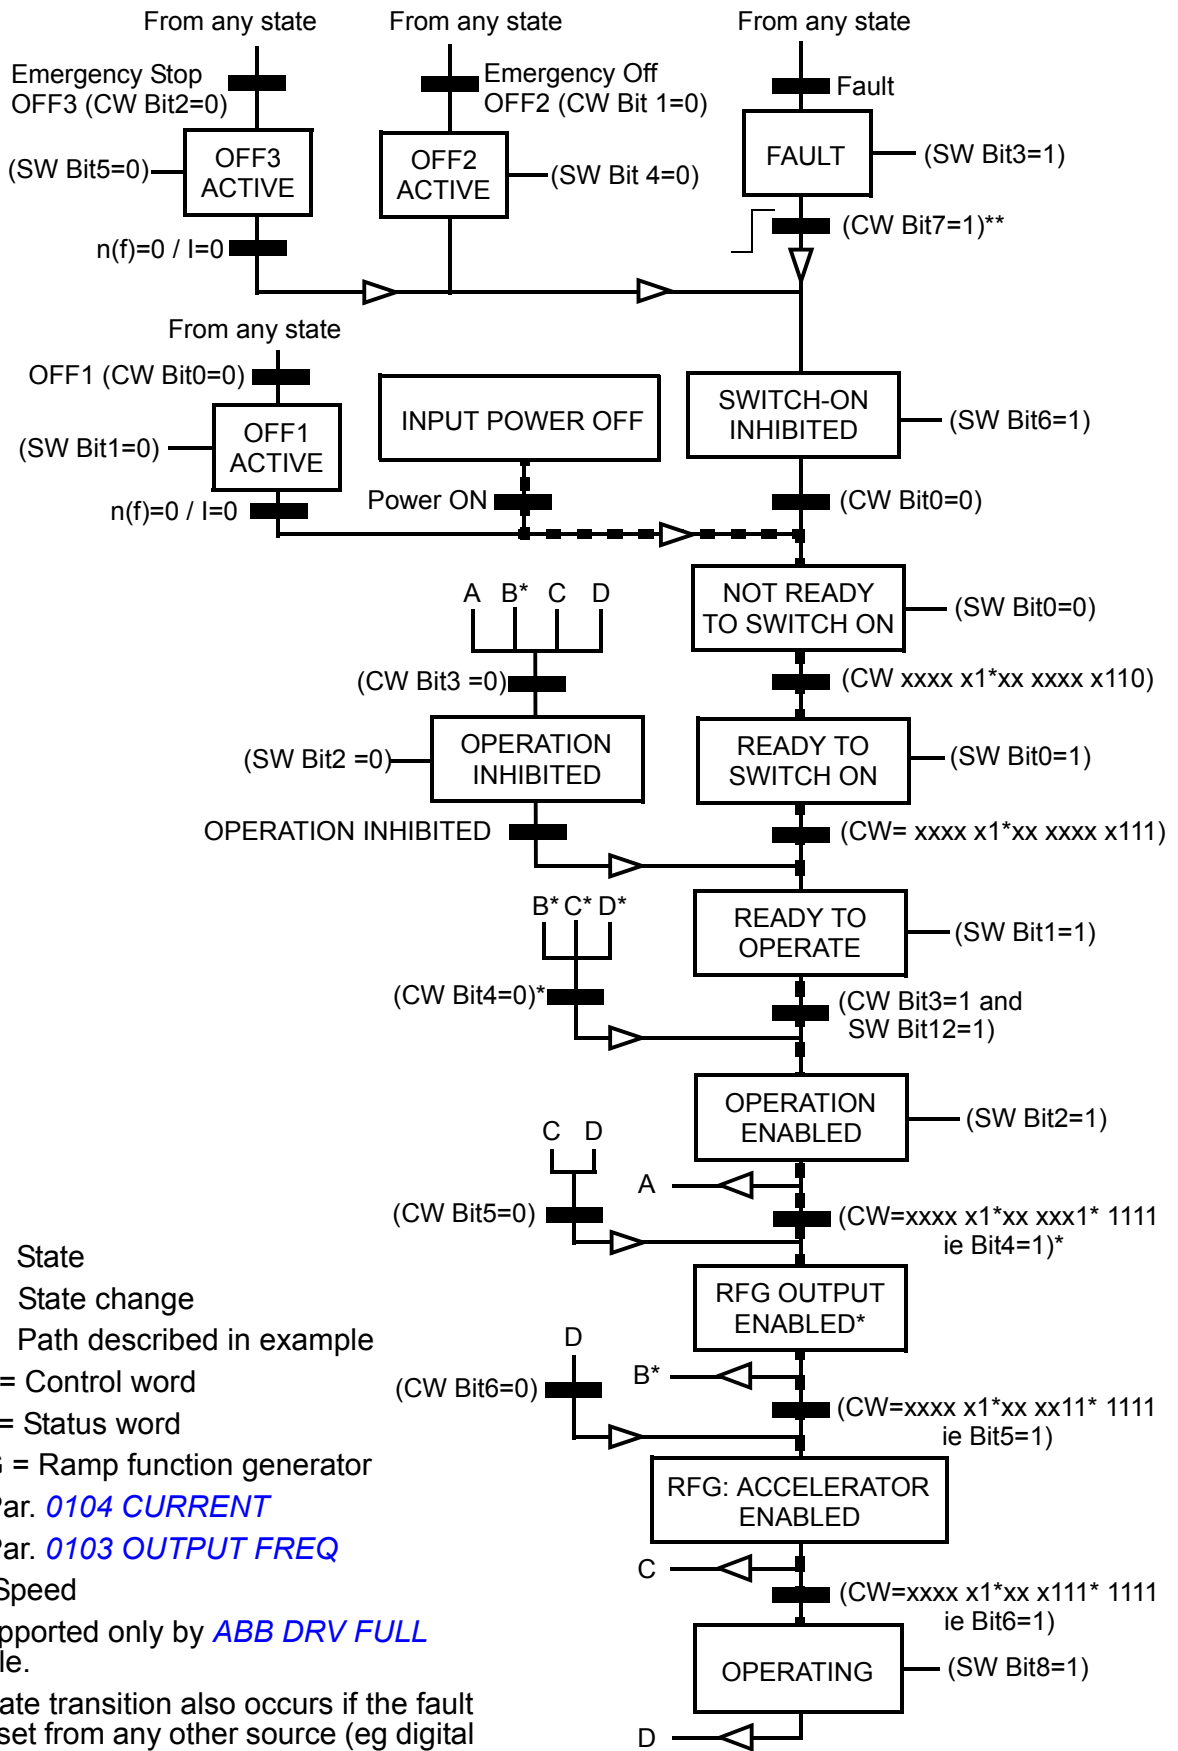 From any state
From any state
From any state
Emergency Stop
OFF3 (CW Bit2=0)
Emergency Off
OFF2 (CW Bit 1=0)
Fault
(SW Bit5=0)
OFF3
ACTIVE
OFF2
ACTIVE
(SW Bit 4=0)
FAULT
(SW Bit3=1)
n(f)=0 / I=0
(CW Bit7=1)**
From any state
OFF1 (CW Bit0=0)
(SW Bit1=0)
OFF1
ACTIVE
INPUT POWER OFF
SWITCH-ON
INHIBITED
(SW Bit6=1)
n(f)=0 / I=0
Power ON
(CW Bit0=0)
A B* C D
NOT READY
TO SWITCH ON
(SW Bit0=0)
(CW Bit3 =0)
(CW xxxx x1*xx xxxx x110)
(SW Bit2 =0)
OPERATION
INHIBITED
READY TO
SWITCH ON
(SW Bit0=1)
OPERATION INHIBITED
(CW= xxxx x1*xx xxxx x111)
B* C* D*
READY TO
OPERATE
(SW Bit1=1)
(CW Bit4=0)*
(CW Bit3=1 and
SW Bit12=1)
OPERATION
ENABLED
(SW Bit2=1)
C D
A
(CW Bit5=0)
(CW=xxxx x1*xx xxx1* 1111
ie Bit4=1)*
RFG OUTPUT
ENABLED*
D
B*
(CW Bit6=0)
(CW=xxxx x1*xx xx11* 1111
ie Bit5=1)
RFG: ACCELERATOR
ENABLED
C
(CW=xxxx x1*xx x111* 1111
ie Bit6=1)
OPERATING
(SW Bit8=1)
D
State
State change
Path described in example
= Control word
= Status word
= Ramp function generator
Par. 0104 CURRENT
Par. 0103 OUTPUT FREQ
Speed
pported only by ABB DRV FULL
le.
ate transition also occurs if the fault
set from any other source (eg digital